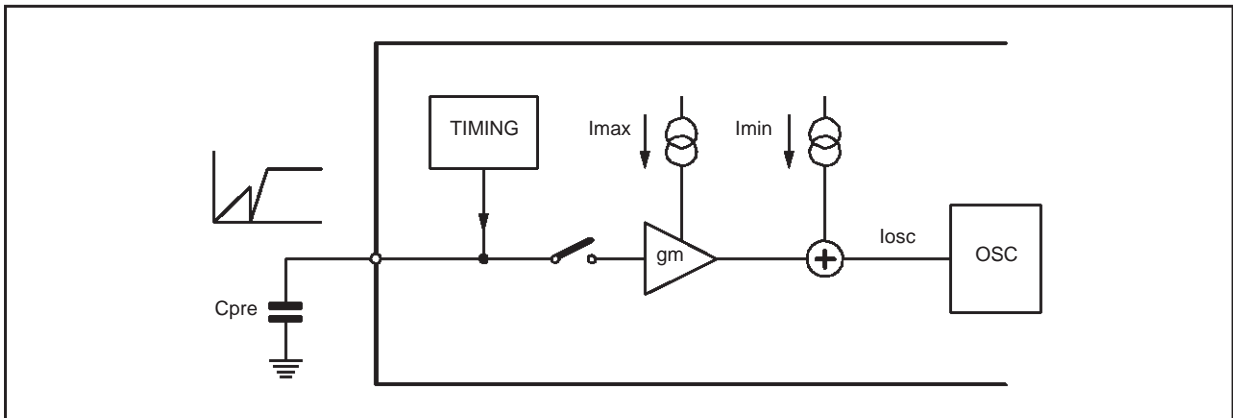 TIMING
Imax
Imin
gm
+
Iosc
OSC
Cpre